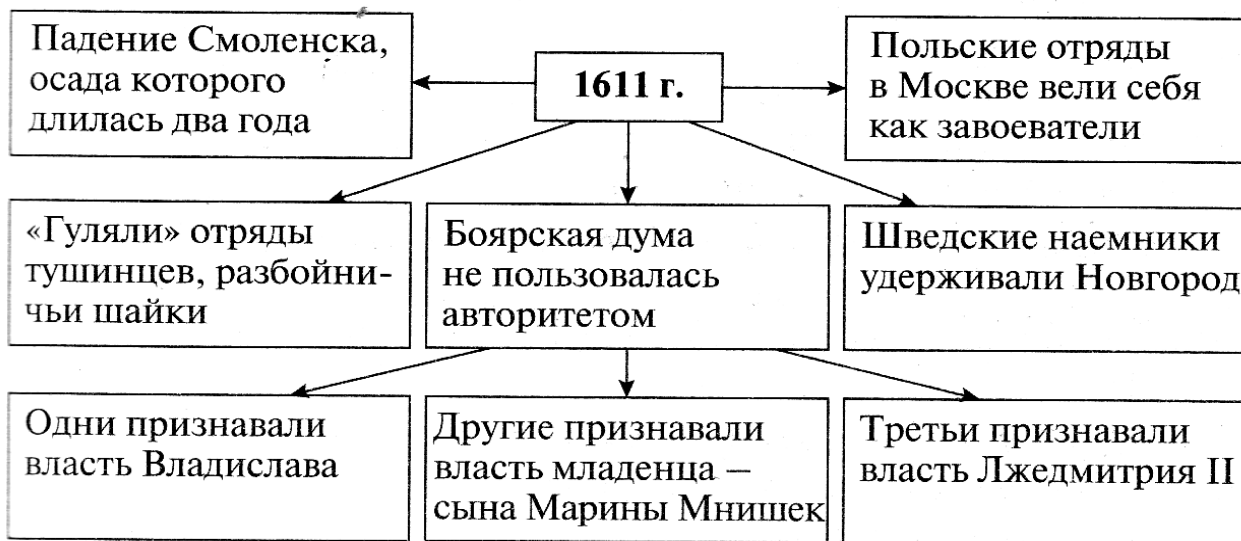 Падение Смоленска,
осада которого
длилась два года
1611 г.
Польские отряды
в Москве вели себя
как завоеватели
«Гуляли» отряды
тушинцев, разбойни-
чьи шайки
Боярская дума
не пользовалась
авторитетом
Шведские наемники
удерживали Новгород
Одни признавали
власть Владислава
Другие признавали
власть младенца –
сына Марины Мнишек
Третьи признавали
власть Лжедмитрия II